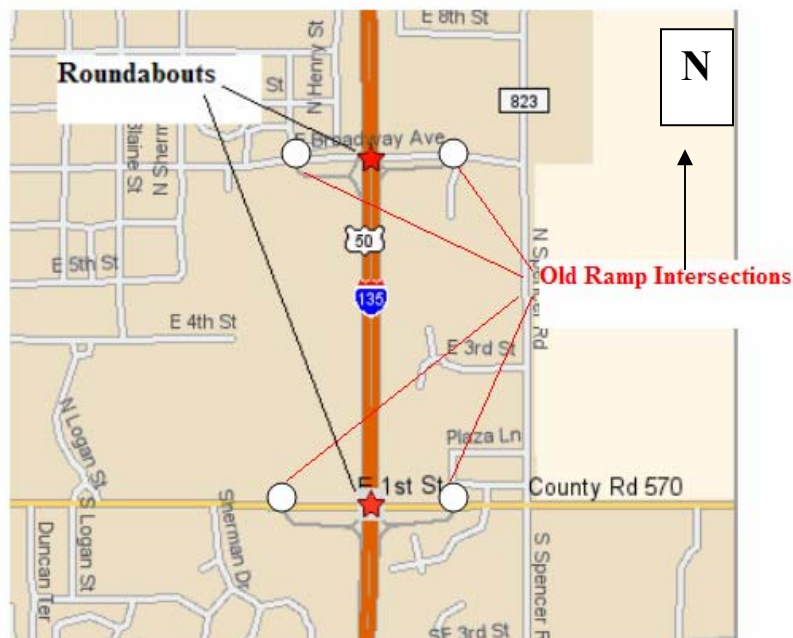 E 8th St
N
Roundabouts
St
N Henry St
823
Blaine St
N Sherm
E Broadway Ave
50
N Spencer Rd
E 5th St
Old Ramp Intersections
135
E 4th St
E 3rd St
N Logan St
Plaza Ln
E 1st St
County Rd 570
S Logan St
Sherman Dr
Duncan Ter
S Spencer R
SE 3rd St